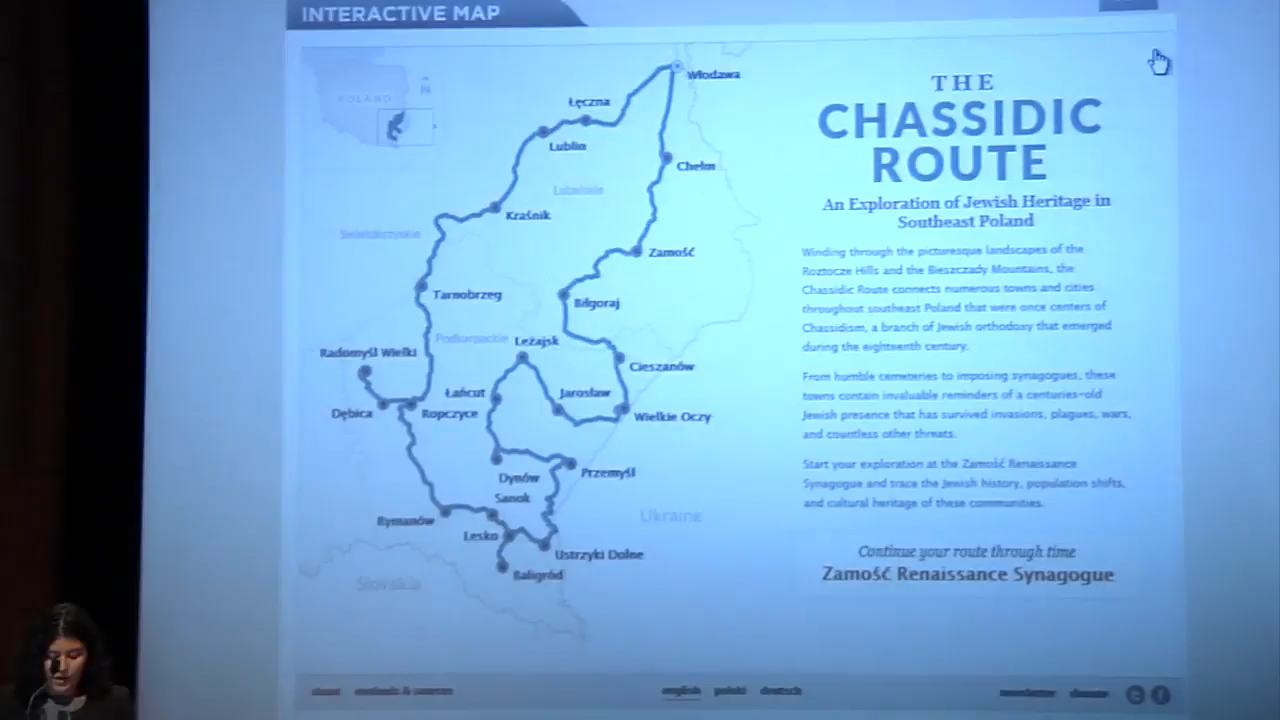 INTERACTIVE MAP
POLAND
N
Włodawa
Łęczna
Lublin
Chełm
Lubelskie
Kraśnik
Świętokrzyskie
Zamość
Tarnobrzeg
Biłgoraj
Podkarpackie
Leżajsk
Radomyśl Wielki
Cieszanów
Łańcut
Jarosław
Dębica
Ropczyce
Wielkie Oczy
Przemyśl
Dynów
Sanok
Rymanów
Ukraine
Lesko
Ustrzyki Dolne
Baligród
Slovakia
THE
CHASSIDIC
ROUTE
An Exploration of Jewish Heritage in
Southeast Poland
Winding through the picturesque landscapes of the
Roztocze Hills and the Bieszczady Mountains, the
Chassidic Route connects numerous towns and cities
throughout southeast Poland that were once centers of
Chassidism, a branch of Jewish orthodoxy that emerged
during the eighteenth century.
From humble cemeteries to imposing synagogues, these
towns contain invaluable reminders of a centuries-old
Jewish presence that has survived invasions, plagues, wars,
and countless other threats.
Start your exploration at the Zamość Renaissance
Synagogue and trace the Jewish history, population shifts,
and cultural heritage of these communities.
Continue your route through time
Zamość Renaissance Synagogue
about
english polski deutsch
newsletter donate